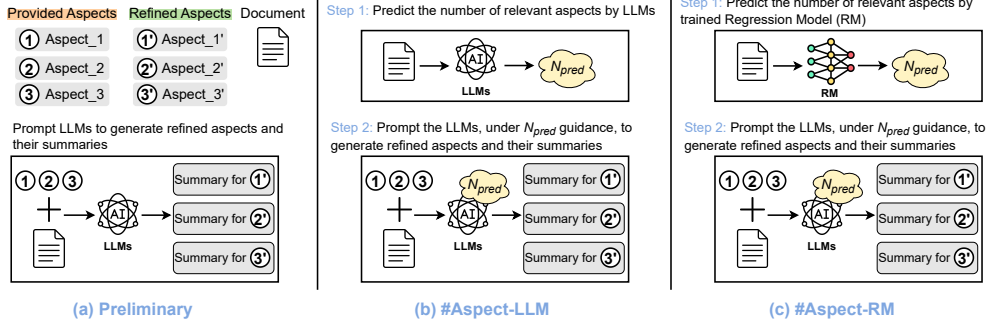 Provided Aspects Refined Aspects Document
1 Aspect_1 1' Aspect_1'
2 Aspect_2 2' Aspect_2'
3 Aspect_3 3' Aspect_3'
Prompt LLMs to generate refined aspects and
their summaries
1 2 3
+
AI
LLMs
Summary for 1'
Summary for 2'
Summary for 3'
(a) Preliminary
Step 1: Predict the number of relevant aspects by LLMs
AI
LLMs
Npred
Step 2: Prompt the LLMs, under Npred guidance, to
generate refined aspects and their summaries
1 2 3
+
Npred
AI
LLMs
Summary for 1'
Summary for 2'
Summary for 3'
(b) #Aspect-LLM
Step 1: Predict the number of relevant aspects by
trained Regression Model (RM)
RM
Npred
Step 2: Prompt the LLMs, under Npred guidance, to
generate refined aspects and their summaries
1 2 3
+
Npred
AI
LLMs
Summary for 1'
Summary for 2'
Summary for 3'
(c) #Aspect-RM